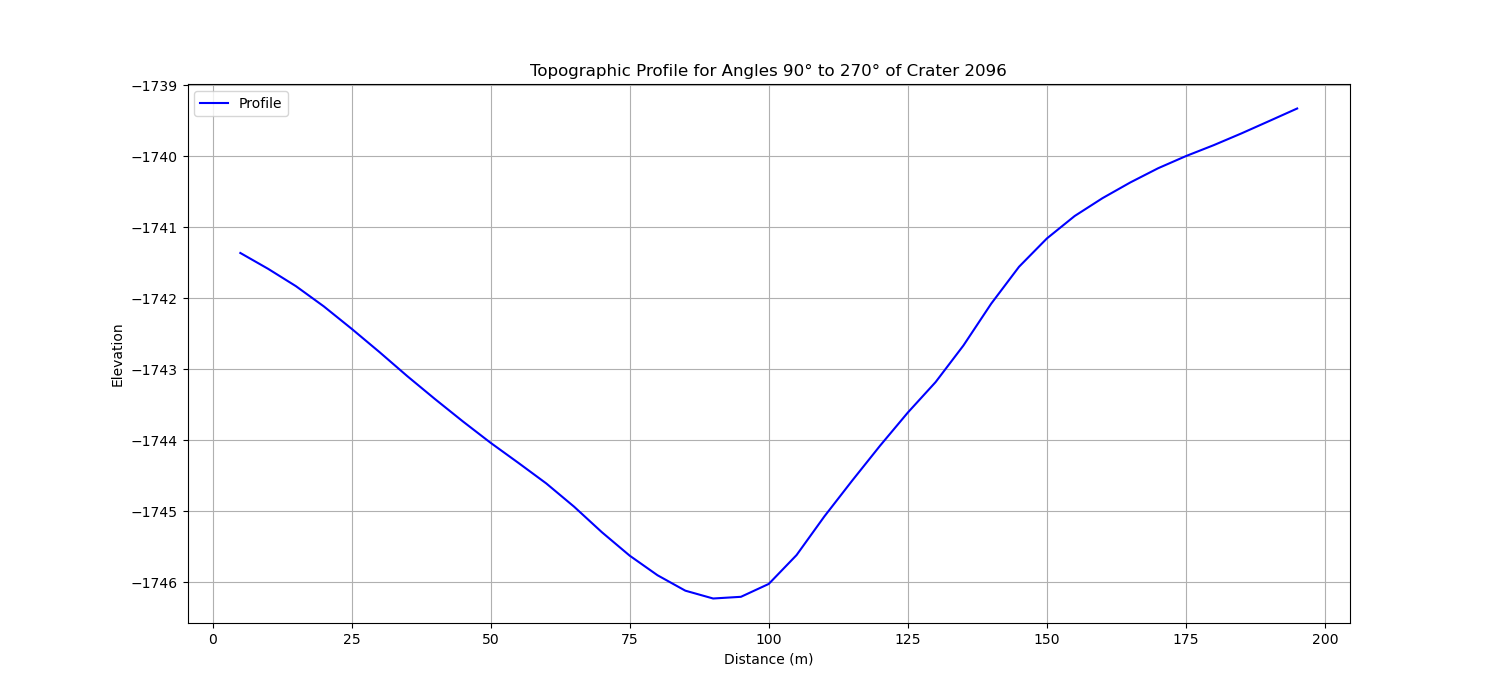 Topographic Profile for Angles 90° to 270° of Crater 2096
Profile
−1739
−1740
−1741
−1742
−1743
−1744
−1745
−1746
Elevation
0 25 50 75 100 125 150 175 200
Distance (m)